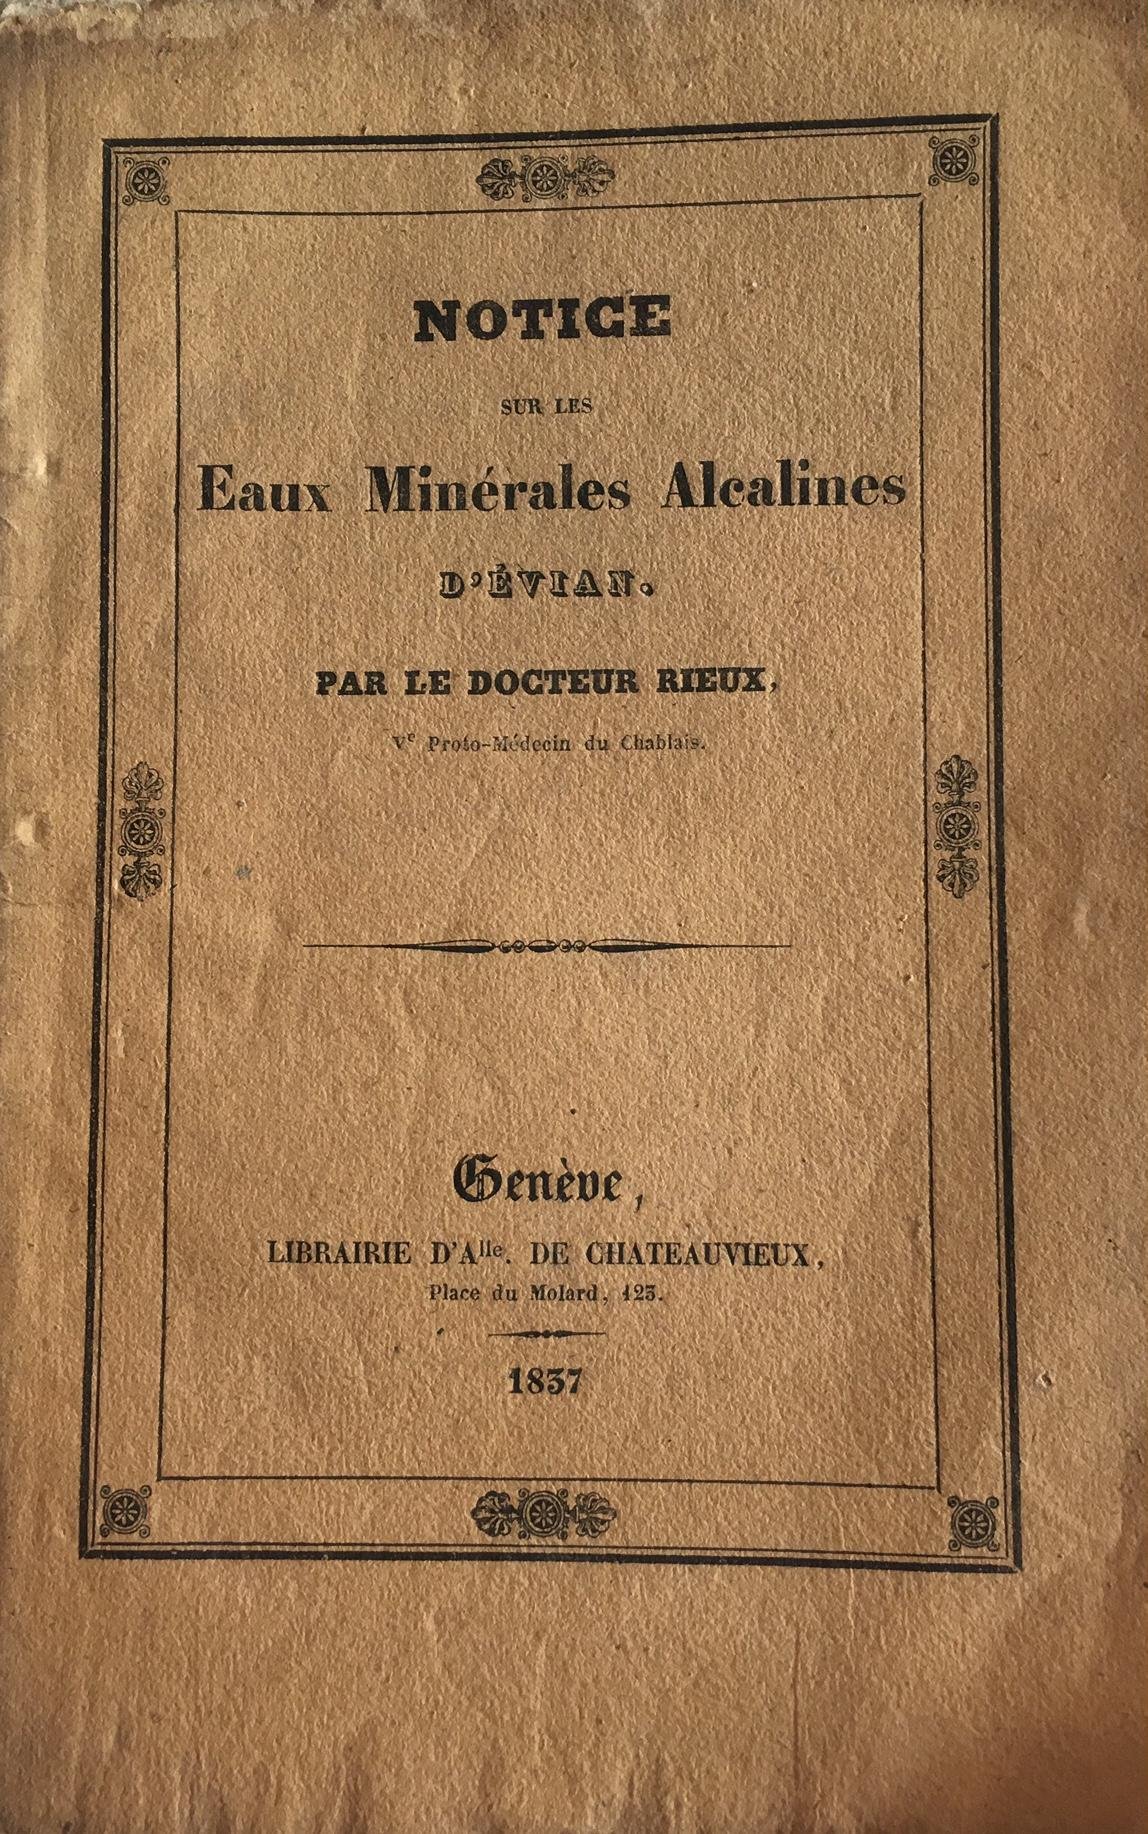 NOTICE
SUR LES
Eaux Minérales Alcalines
D'ÉVIAN.
PAR LE DOCTEUR RIEUX,
Vᵉ Proto-Médecin du Chablais.
Genève,
LIBRAIRIE D'Allᵉ. DE CHATEAUVIEUX,
Place du Molard, 123.
1837